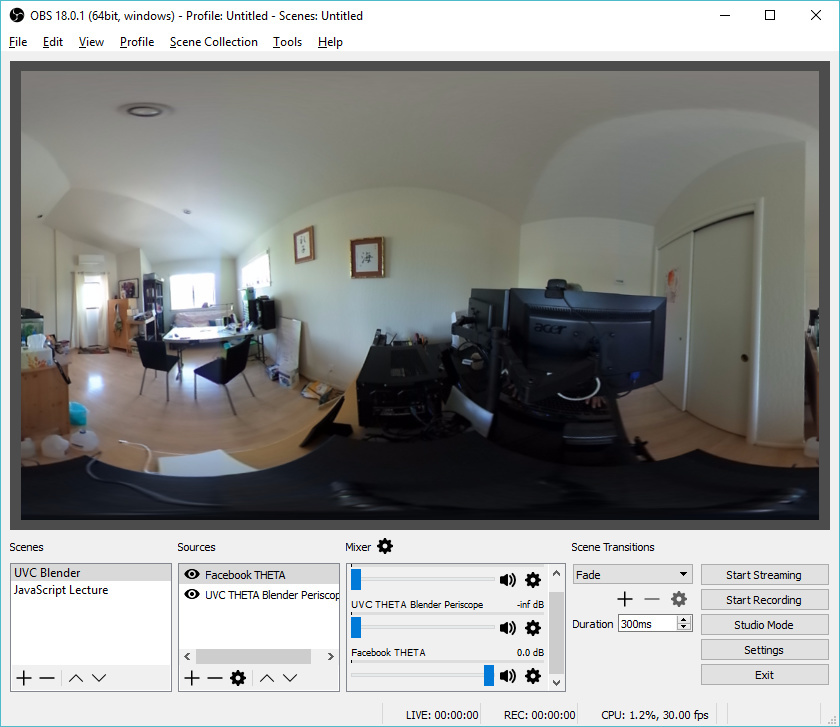 OBS 18.0.1 (64bit, windows) - Profile: Untitled - Scenes: Untitled
File Edit View Profile Scene Collection Tools Help
acer
Scenes
UVC Blender
JavaScript Lecture
Sources
Facebook THETA
UVC THETA Blender Periscop
Mixer
UVC THETA Blender Periscope -inf dB
Facebook THETA 0.0 dB
Scene Transitions
Fade
Duration 300ms
Start Streaming
Start Recording
Studio Mode
Settings
Exit
LIVE: 00:00:00 REC: 00:00:00 CPU: 1.2%, 30.00 fps